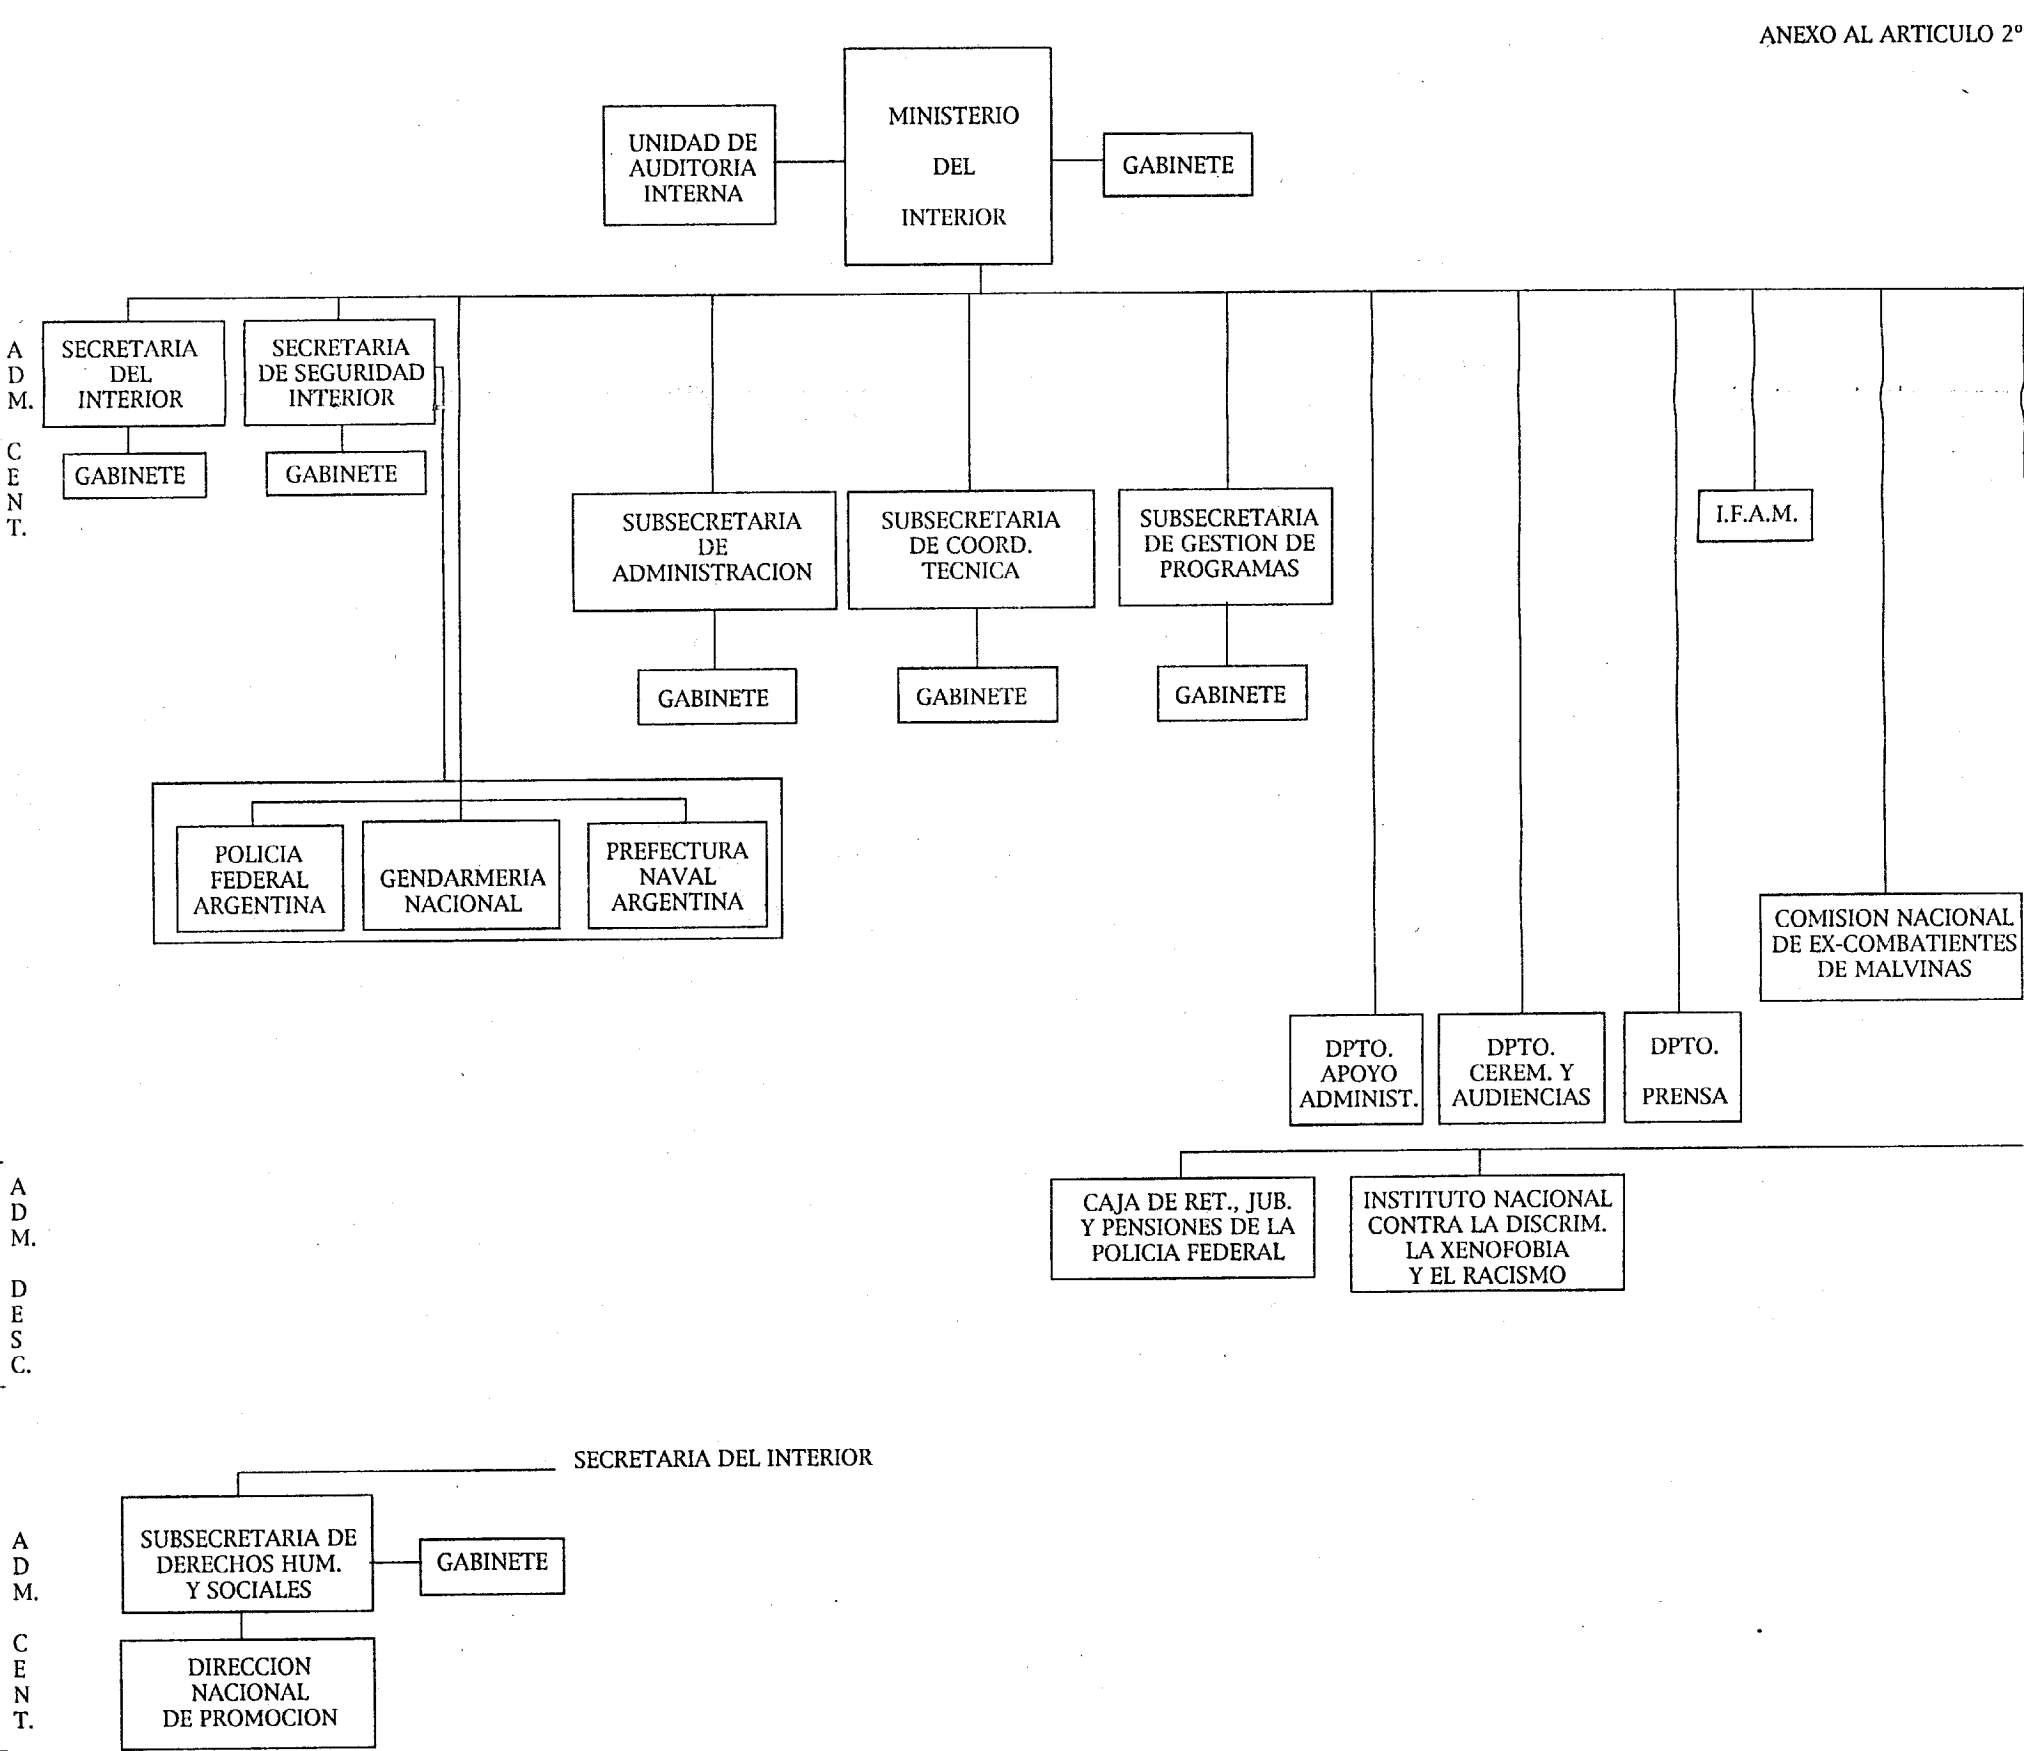 ANEXO AL ARTICULO 2º
MINISTERIO
DEL
INTERIOR
UNIDAD DE
AUDITORIA
INTERNA
GABINETE
A
D
M.
C
E
N
T.
SECRETARIA
DEL
INTERIOR
GABINETE
SECRETARIA
DE SEGURIDAD
INTERIOR
GABINETE
SUBSECRETARIA
DE
ADMINISTRACION
GABINETE
SUBSECRETARIA
DE COORD.
TECNICA
GABINETE
SUBSECRETARIA
DE GESTION DE
PROGRAMAS
GABINETE
I.F.A.M.
POLICIA
FEDERAL
ARGENTINA
GENDARMERIA
NACIONAL
PREFECTURA
NAVAL
ARGENTINA
COMISION NACIONAL
DE EX-COMBATIENTES
DE MALVINAS
DPTO.
APOYO
ADMINIST.
DPTO.
CEREM. Y
AUDIENCIAS
DPTO.
PRENSA
A
D
M.
D
E
S
C.
CAJA DE RET., JUB.
Y PENSIONES DE LA
POLICIA FEDERAL
INSTITUTO NACIONAL
CONTRA LA DISCRIM.
LA XENOFOBIA
Y EL RACISMO
SECRETARIA DEL INTERIOR
A
D
M.
C
E
N
T.
SUBSECRETARIA DE
DERECHOS HUM.
Y SOCIALES
GABINETE
DIRECCION
NACIONAL
DE PROMOCION